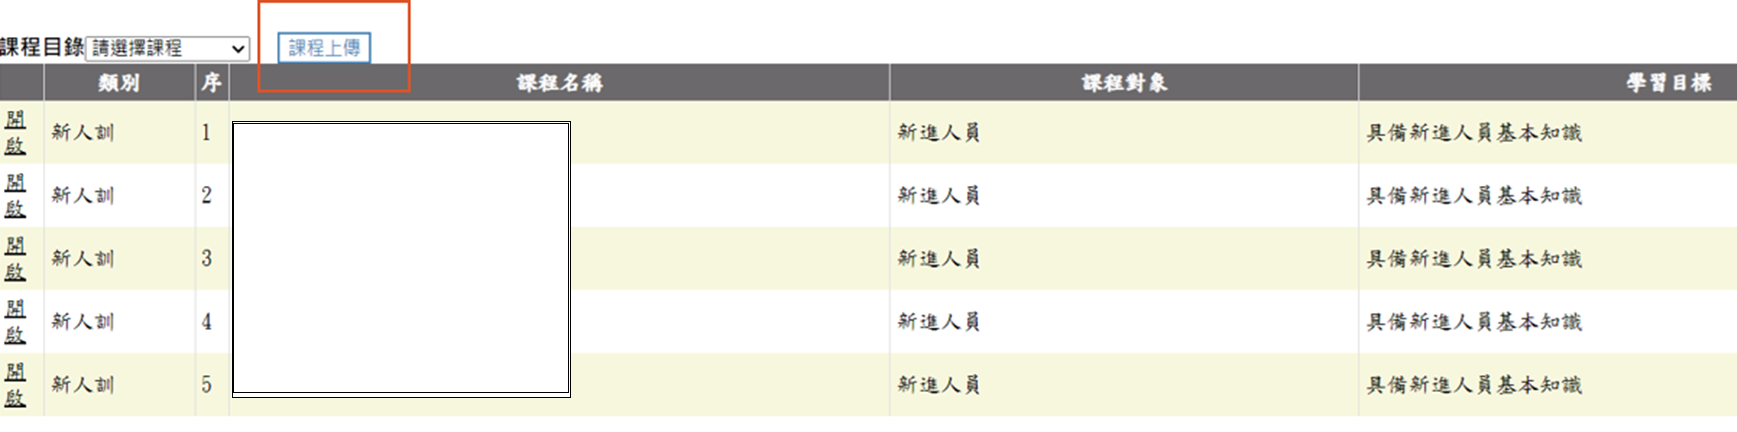 課程目錄 請選擇課程 課程上傳
類別 序 課程名稱 課程對象 學習目標
開啟 新人訓 1 新進人員 具備新進人員基本知識
開啟 新人訓 2 新進人員 具備新進人員基本知識
開啟 新人訓 3 新進人員 具備新進人員基本知識
開啟 新人訓 4 新進人員 具備新進人員基本知識
開啟 新人訓 5 新進人員 具備新進人員基本知識